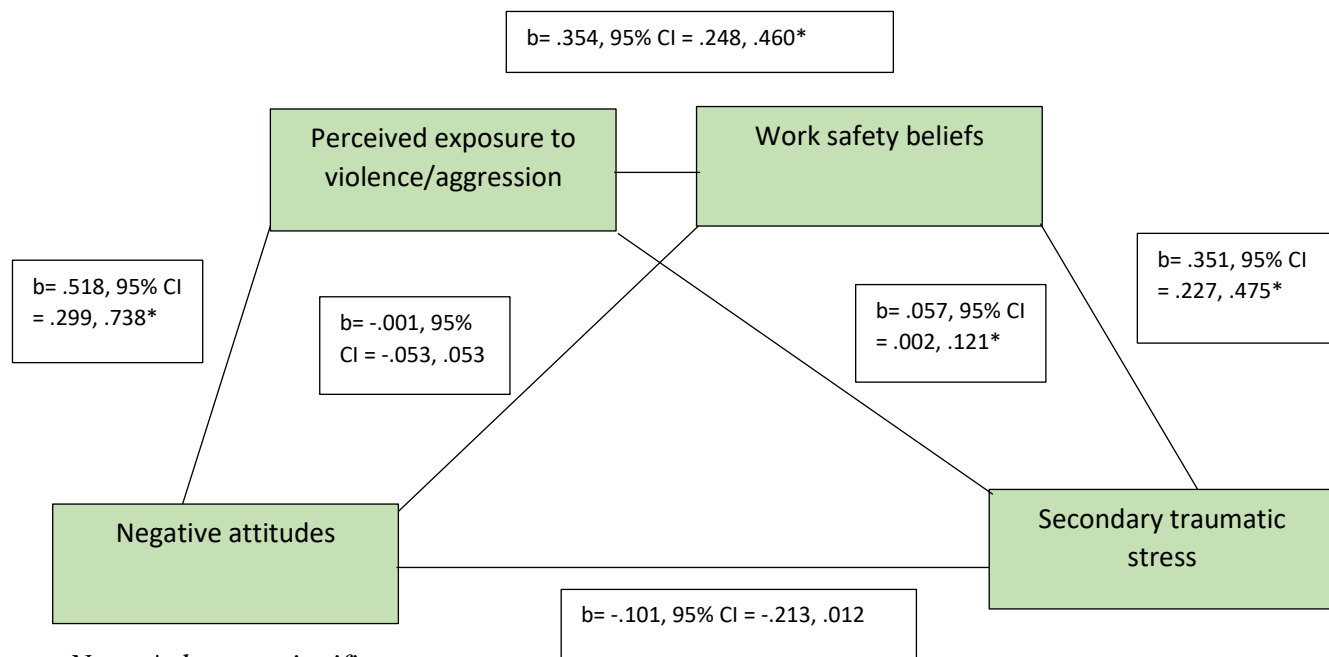 b= .354, 95% CI = .248, .460*
Perceived exposure to
violence/aggression
Work safety beliefs
b= .518, 95% CI
= .299, .738*
b= -.001, 95%
CI = -.053, .053
b= .057, 95% CI
= .002, .121*
b= .351, 95% CI
= .227, .475*
Negative attitudes
Secondary traumatic
stress
b= -.101, 95% CI = -.213, .012